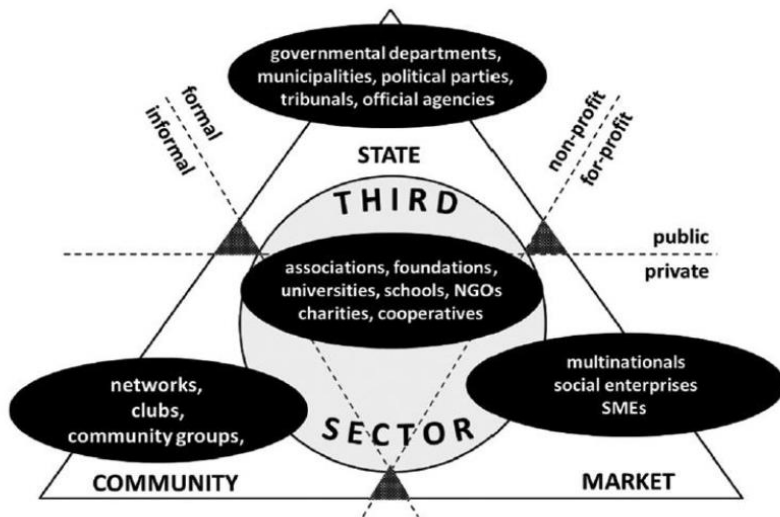 governmental departments,
municipalities, political parties,
tribunals, official agencies
formal
informal
non-profit
for-profit
STATE
THIRD
public
private
associations, foundations,
universities, schools, NGOs
charities, cooperatives
networks,
clubs,
community groups,
multinationals
social enterprises
SMEs
SECTOR
COMMUNITY
MARKET